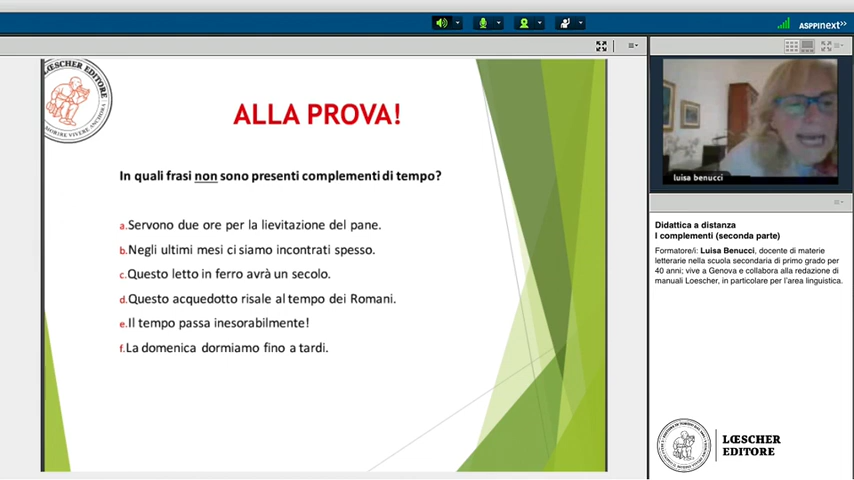 ASPPInext>>
LŒSCHER EDITORE
ALLA PROVA!
In quali frasi non sono presenti complementi di tempo?
a.Servono due ore per la lievitazione del pane.
b.Negli ultimi mesi ci siamo incontrati spesso.
c.Questo letto in ferro avrà un secolo.
d.Questo acquedotto risale al tempo dei Romani.
e.Il tempo passa inesorabilmente!
f.La domenica dormiamo fino a tardi.
luisa benucci
Didattica a distanza
I complementi (seconda parte)
Formatore/i: Luisa Benucci, docente di materie
letterarie nella scuola secondaria di primo grado per
40 anni; vive a Genova e collabora alla redazione di
manuali Loescher, in particolare per l'area linguistica.
LŒSCHER
EDITORE